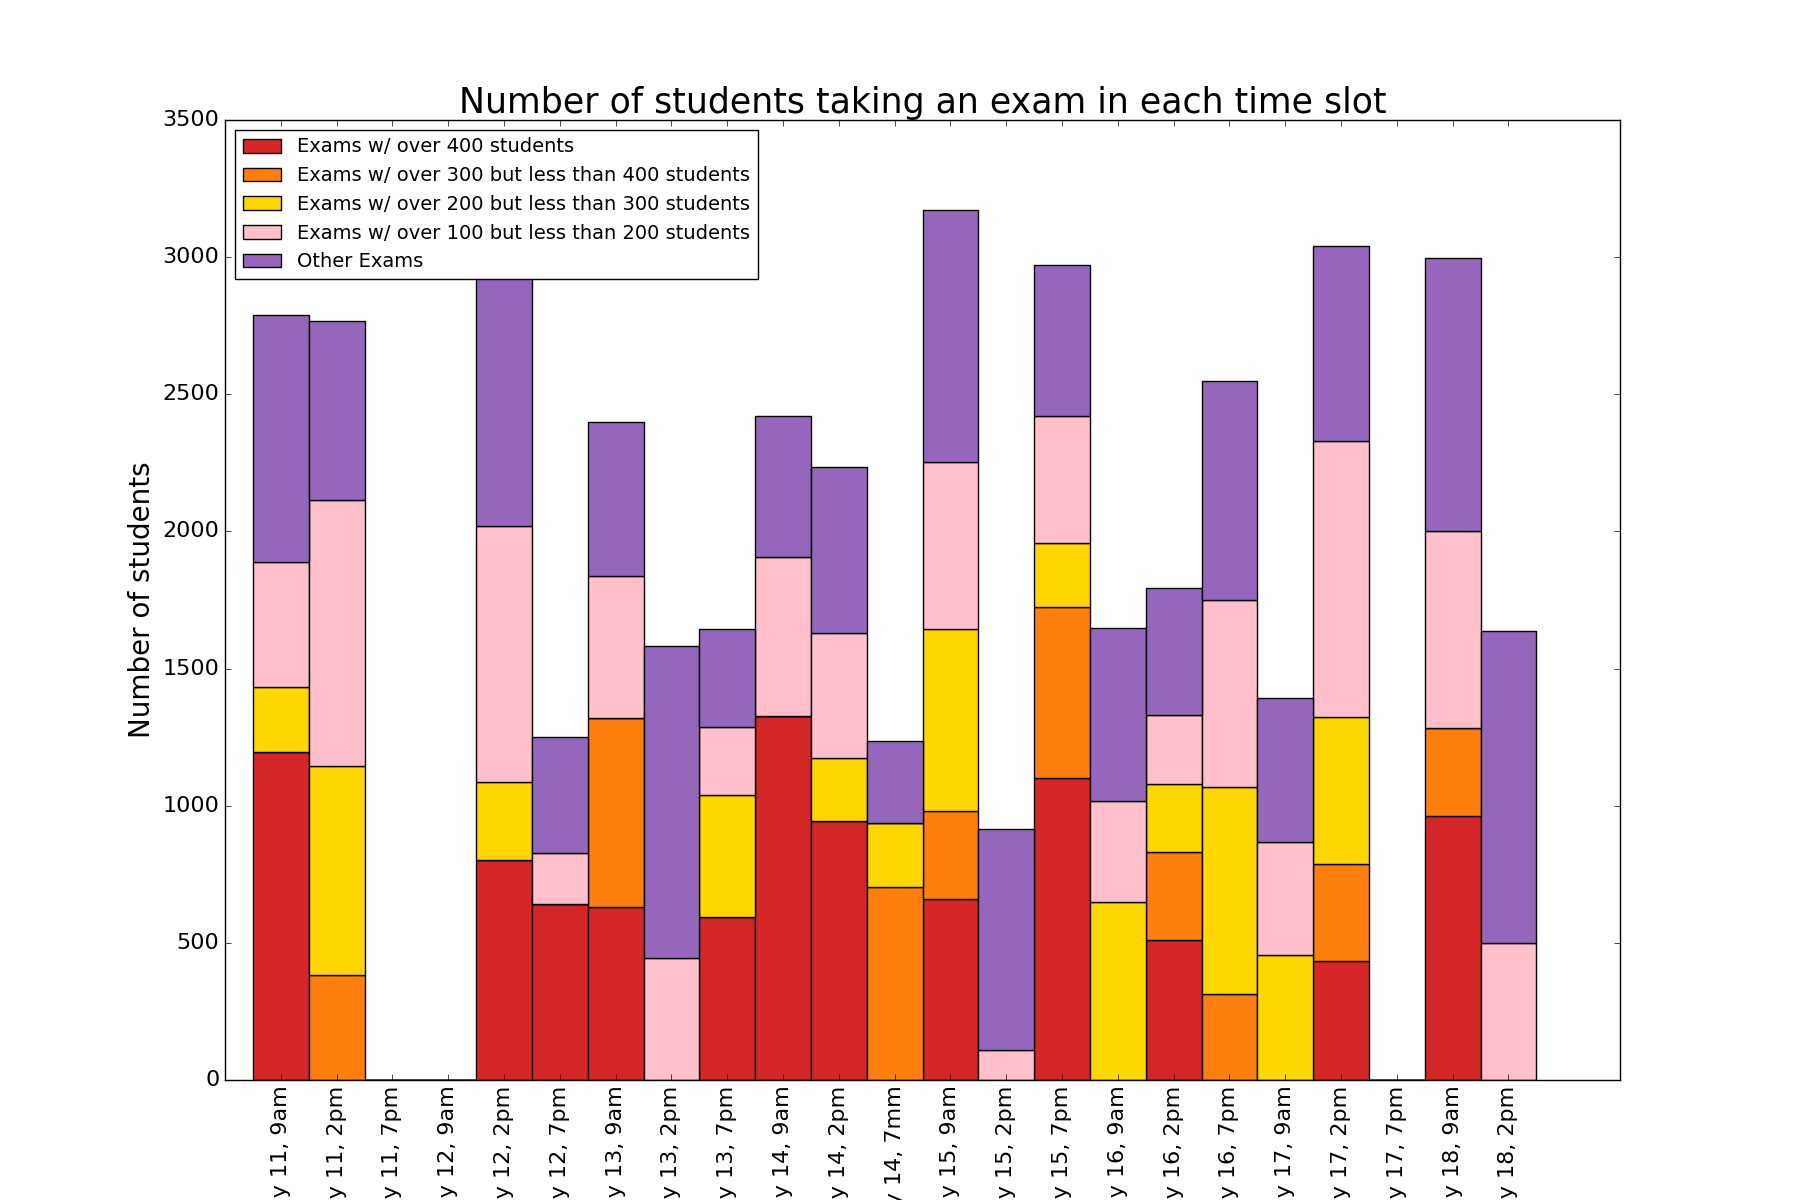 Number of students taking an exam in each time slot
Exams w/ over 400 students
Exams w/ over 300 but less than 400 students
Exams w/ over 200 but less than 300 students
Exams w/ over 100 but less than 200 students
Other Exams
Number of students
3500
3000
2500
2000
1500
1000
500
0
y 11, 9am
y 11, 2pm
y 11, 7pm
y 12, 9am
y 12, 2pm
y 12, 7pm
y 13, 9am
y 13, 2pm
y 13, 7pm
y 14, 9am
y 14, 2pm
y 14, 7mm
y 15, 9am
y 15, 2pm
y 15, 7pm
y 16, 9am
y 16, 2pm
y 16, 7pm
y 17, 9am
y 17, 2pm
y 17, 7pm
y 18, 9am
y 18, 2pm